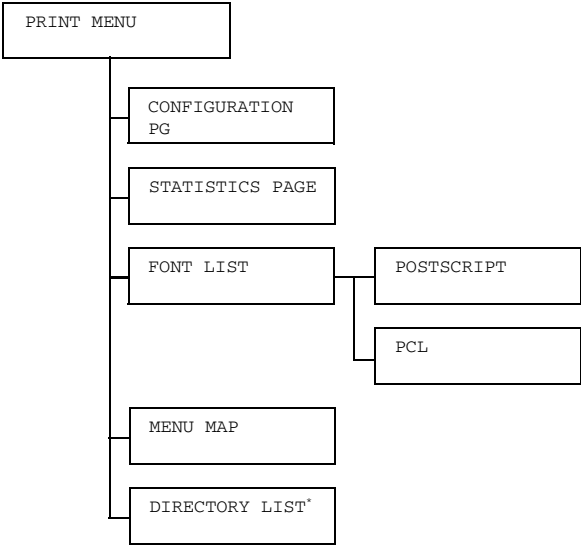 PRINT MENU
CONFIGURATION
PG
STATISTICS PAGE
FONT LIST
POSTSCRIPT
PCL
MENU MAP
DIRECTORY LIST*